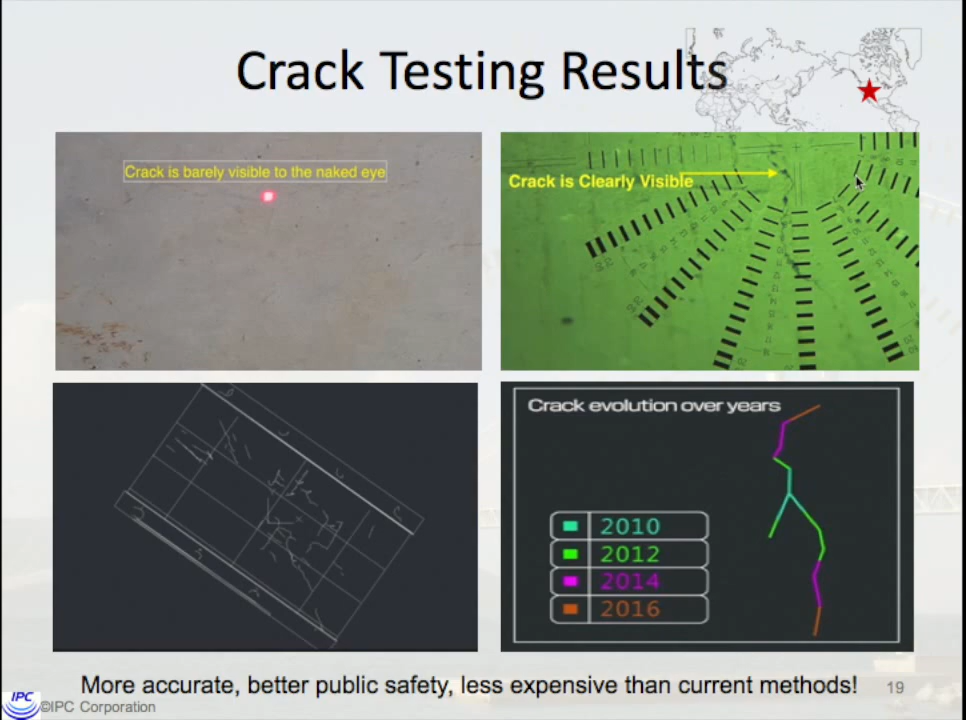 Crack Testing Results
Crack is barely visible to the naked eye
Crack is Clearly Visible
Crack evolution over years
2010
2012
2014
2016
More accurate, better public safety, less expensive than current methods!
19
IPC
©IPC Corporation